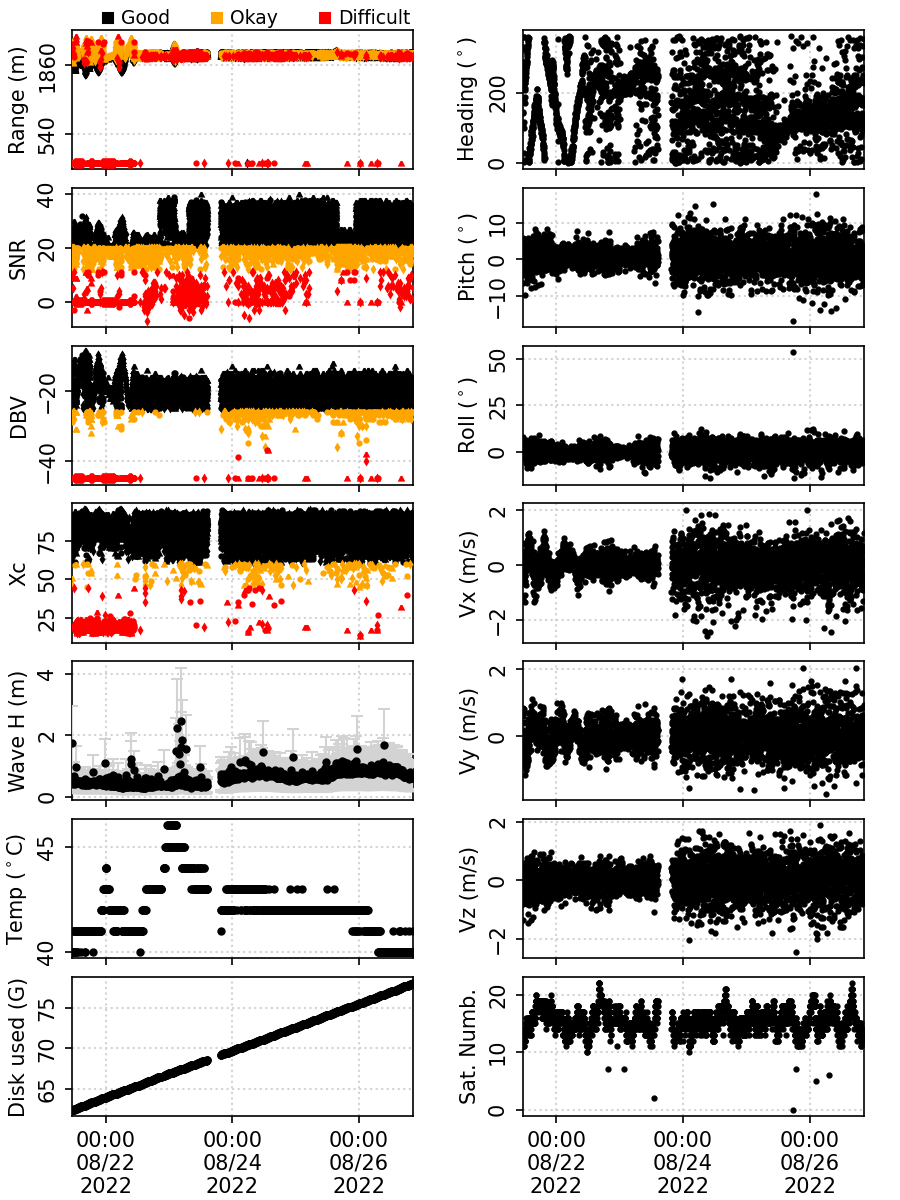 Good Okay Difficult
Range (m)
1860
540
Heading (°)
200
0
SNR
40
20
0
Pitch (°)
10
0
−10
DBV
−20
−40
Roll (°)
50
25
0
Xc
75
50
25
Vx (m/s)
2
0
−2
Wave H (m)
4
2
0
Vy (m/s)
2
0
Temp (°C)
45
40
Vz (m/s)
2
0
−2
Disk used (G)
75
70
65
Sat. Numb.
20
10
0
00:00 00:00 00:00 00:00 00:00 00:00
08/22 08/24 08/26 08/22 08/24 08/26
2022 2022 2022 2022 2022 2022